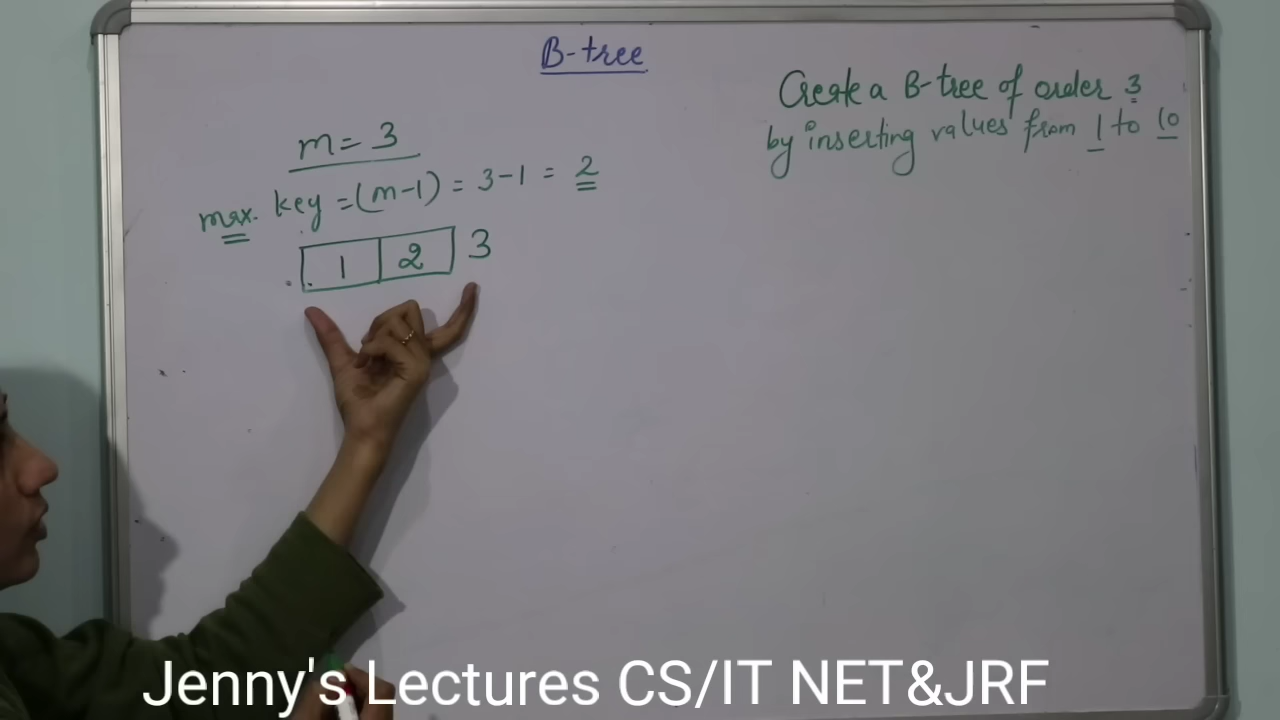 B-tree
Create a B-tree of order 3
by inserting values from 1 to 10
m = 3
max. key = (m-1) = 3-1 = 2
1 2 3
Jenny's Lectures CS/IT NET&JRF